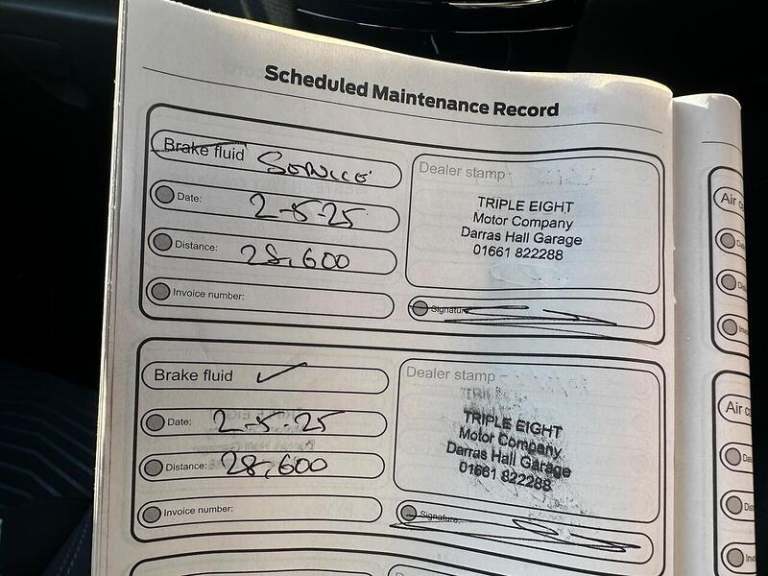 Scheduled Maintenance Record
Brake fluid SERVICE
Date: 2-5-25
Distance: 28,600
Invoice number:
Dealer stamp
TRIPLE EIGHT
Motor Company
Darras Hall Garage
01661 822288
Signature
Brake fluid ✓
Date: 2-5-25
Distance: 28,600
Invoice number:
Dealer stamp
TRIPLE EIGHT
Motor Company
Darras Hall Garage
01661 822288
Signature:
Air
Air